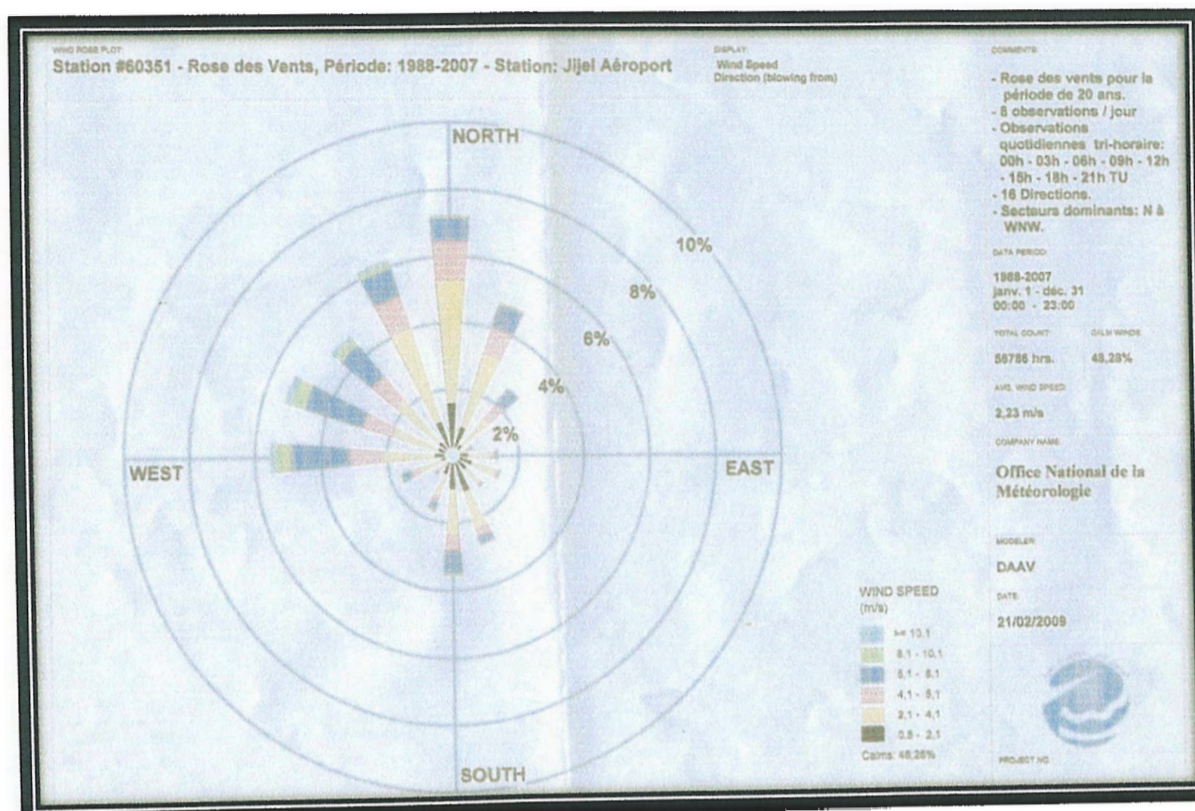 WIND ROSE PLOT:
Station #60351 - Rose des Vents, Période: 1988-2007 - Station: Jijel Aéroport
DISPLAY:
Wind Speed
Direction (blowing from)
COMMENTS:
- Rose des vents pour la
période de 20 ans.
- 8 observations / jour
- Observations
quotidiennes tri-horaire:
00h - 03h - 06h - 09h - 12h
- 15h - 18h - 21h TU
- 16 Directions.
- Secteurs dominants: N à
WNW.
DATA PERIOD:
1988-2007
janv. 1 - déc. 31
00:00 - 23:00
TOTAL COUNT:
CALM WINDS:
56786 hrs.
48,28%
AVG. WIND SPEED:
2,23 m/s
COMPANY NAME:
Office National de la
Météorologie
MODELER:
DAAV
DATE:
21/02/2009
PROJECT NO.
NORTH
10%
8%
6%
4%
2%
WEST
EAST
SOUTH
WIND SPEED
(m/s)
>= 10,1
8,1 - 10,1
4,1 - 
2,1 - 4,1
0,5 - 2,1
Calms: 48,28%